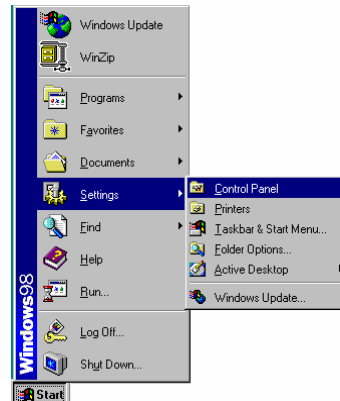 Windows Update
WinZip
Programs
Favorites
Documents
Settings
Control Panel
Printers
Taskbar & Start Menu...
Folder Options...
Active Desktop
Windows Update...
Find
Help
Run...
Log Off...
Shut Down...
Windows98
Start